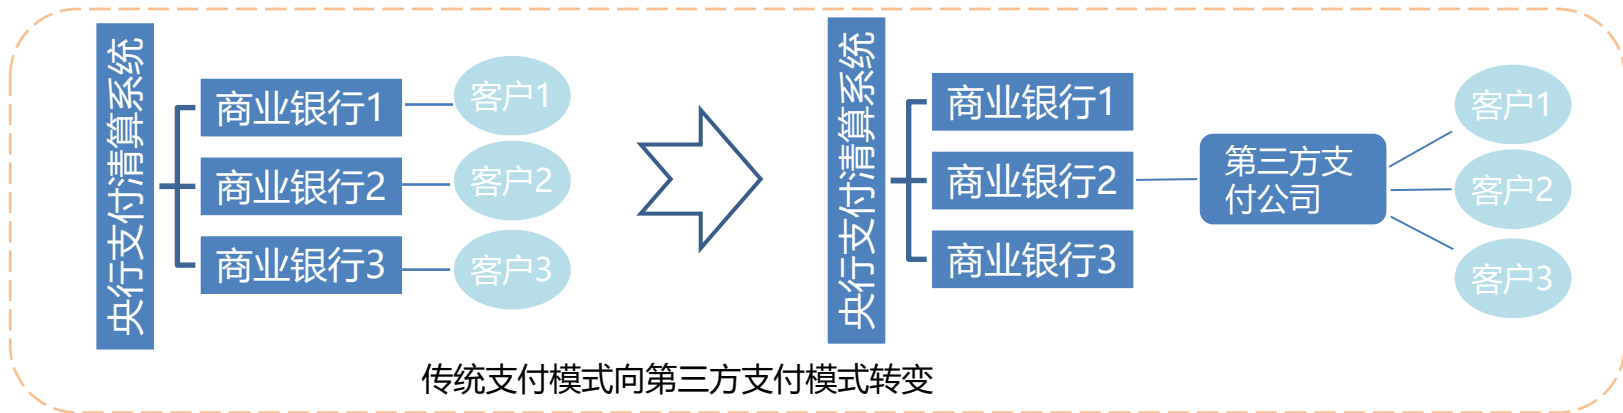 央行支付清算系统
商业银行1
客户1
商业银行2
客户2
商业银行3
客户3
央行支付清算系统
商业银行1
商业银行2
商业银行3
第三方支
付公司
客户1
客户2
客户3
传统支付模式向第三方支付模式转变